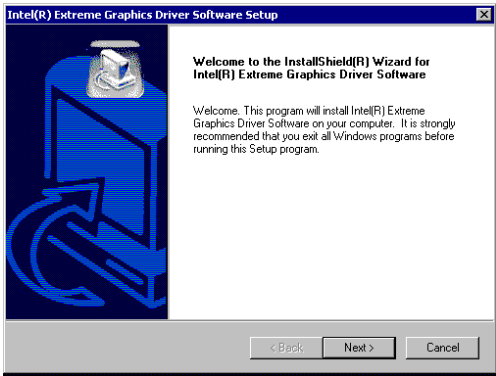 Intel(R) Extreme Graphics Driver Software Setup
Welcome to the InstallShield(R) Wizard for
Intel(R) Extreme Graphics Driver Software
Welcome. This program will install Intel(R) Extreme
Graphics Driver Software on your computer. It is strongly
recommended that you exit all Windows programs before
running this Setup program.
< Back
Next >
Cancel